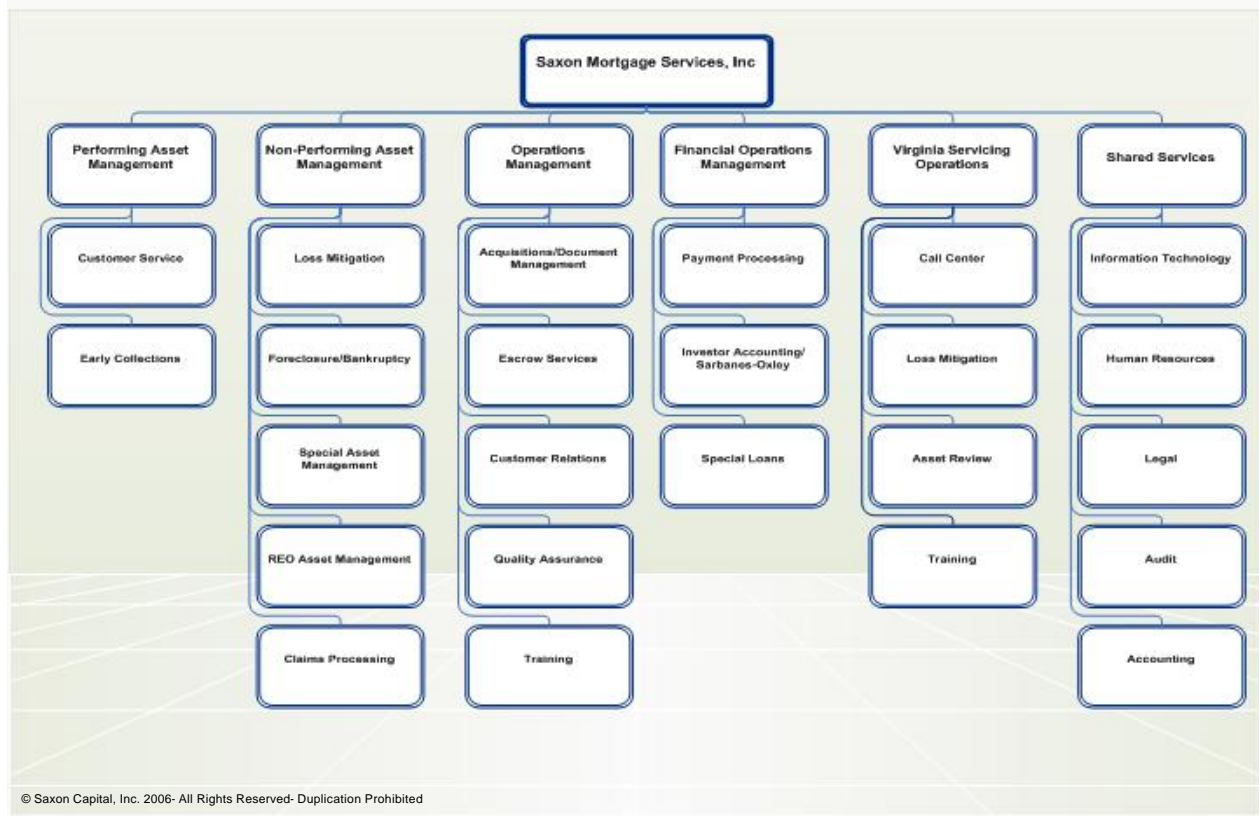 Saxon Mortgage Services, Inc
Performing Asset
Management
Non-Performing Asset
Management
Operations
Management
Financial Operations
Management
Virginia Servicing
Operations
Shared Services
Customer Service
Loss Mitigation
Acquisitions/Document
Management
Payment Processing
Call Center
Information Technology
Early Collections
Foreclosure/Bankruptcy
Escrow Services
Investor Accounting/
Sarbanes-Oxley
Loss Mitigation
Human Resources
Special Asset
Management
Customer Relations
Special Loans
Asset Review
Legal
REO Asset Management
Quality Assurance
Training
Audit
Claims Processing
Training
Accounting
© Saxon Capital, Inc. 2006- All Rights Reserved- Duplication Prohibited